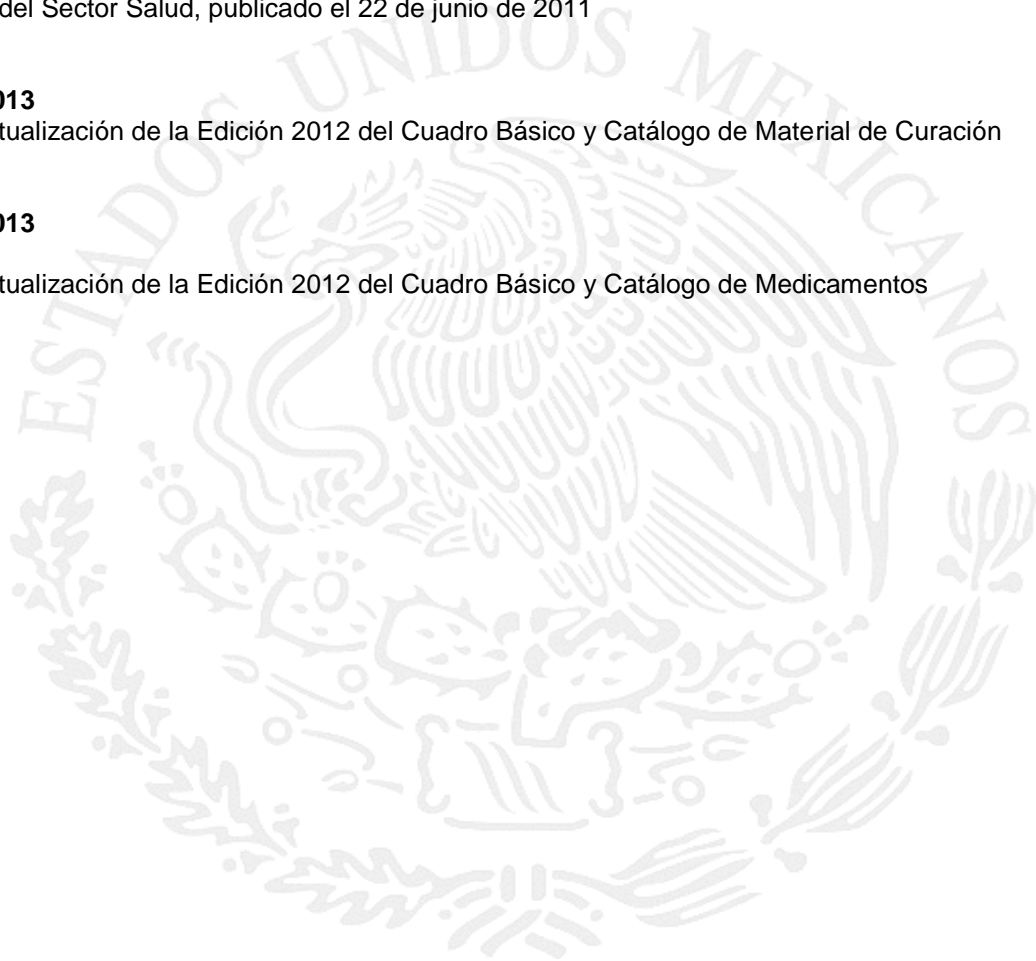 del Sector Salud, publicado el 22 de junio de 2011
013
tualización de la Edición 2012 del Cuadro Básico y Catálogo de Material de Curación
013
tualización de la Edición 2012 del Cuadro Básico y Catálogo de Medicamentos
ESTADOS UNIDOS MEXICANOS